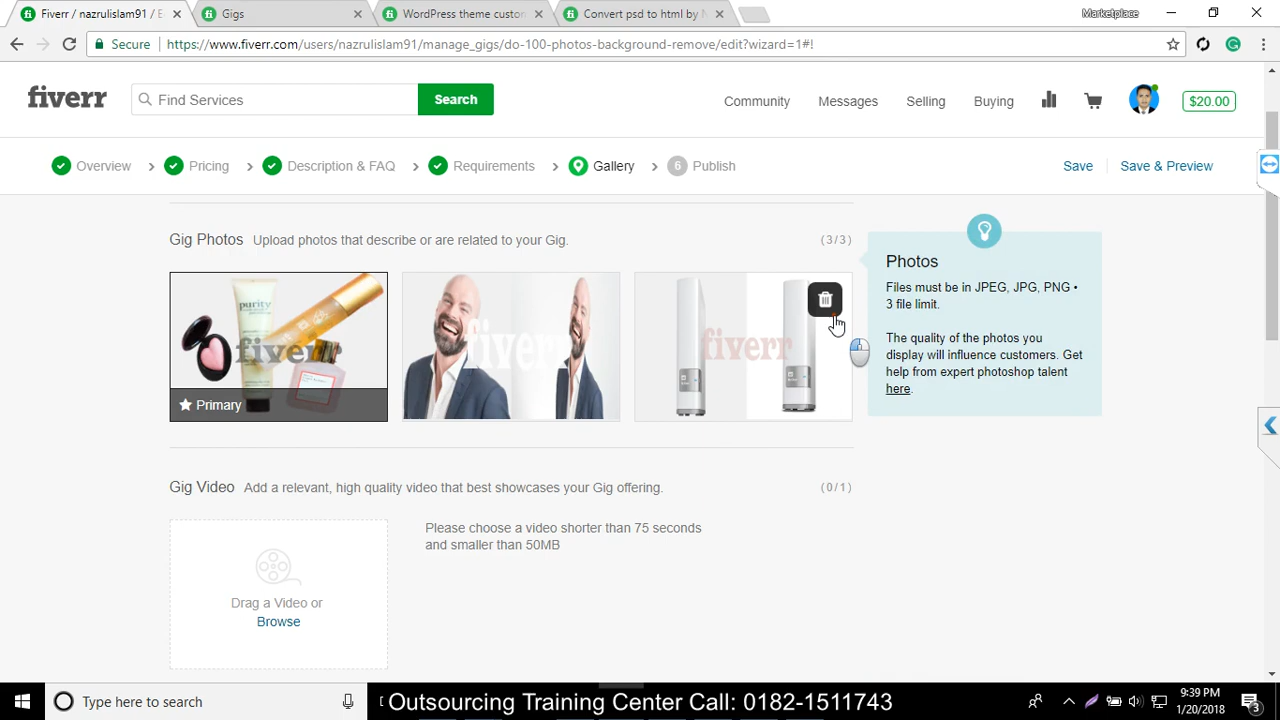 Fiverr / nazrulislam91 / E
Gigs
WordPress theme custon
Convert psd to html by N
Marketplace
Secure
https://www.fiverr.com/users/nazrulislam91/manage_gigs/do-100-photos-background-remove/edit?wizard=1#!
fiverr
Find Services
Search
Community
Messages
Selling
Buying
$20.00
Overview
Pricing
Description & FAQ
Requirements
Gallery
6
Publish
Save
Save & Preview
Gig Photos
Upload photos that describe or are related to your Gig.
(3/3)
purity
fiverr
Primary
fiverr
fiverr
Photos
Files must be in JPEG, JPG, PNG •
3 file limit.
The quality of the photos you
display will influence customers. Get
help from expert photoshop talent
here.
Gig Video
Add a relevant, high quality video that best showcases your Gig offering.
(0/1)
Please choose a video shorter than 75 seconds
and smaller than 50MB
Drag a Video or
Browse
Type here to search
Outsourcing Training Center Call: 0182-1511743
9:39 PM
1/20/2018
3